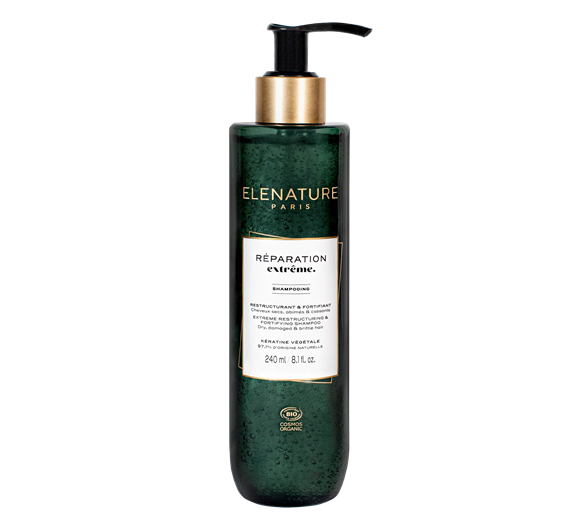 ELENATURE
PARIS
RÉPARATION
extrême.
SHAMPOOING
RESTRUCTURANT & FORTIFIANT
Cheveux secs, abîmés & cassants
EXTREME RESTRUCTURING &
FORTIFYING SHAMPOO
Dry, damaged & brittle hair
KÉRATINE VÉGÉTALE
97,7% D'ORIGINE NATURELLE
240 ml 8.1 fl. oz.
BIO
COSMOS
ORGANIC